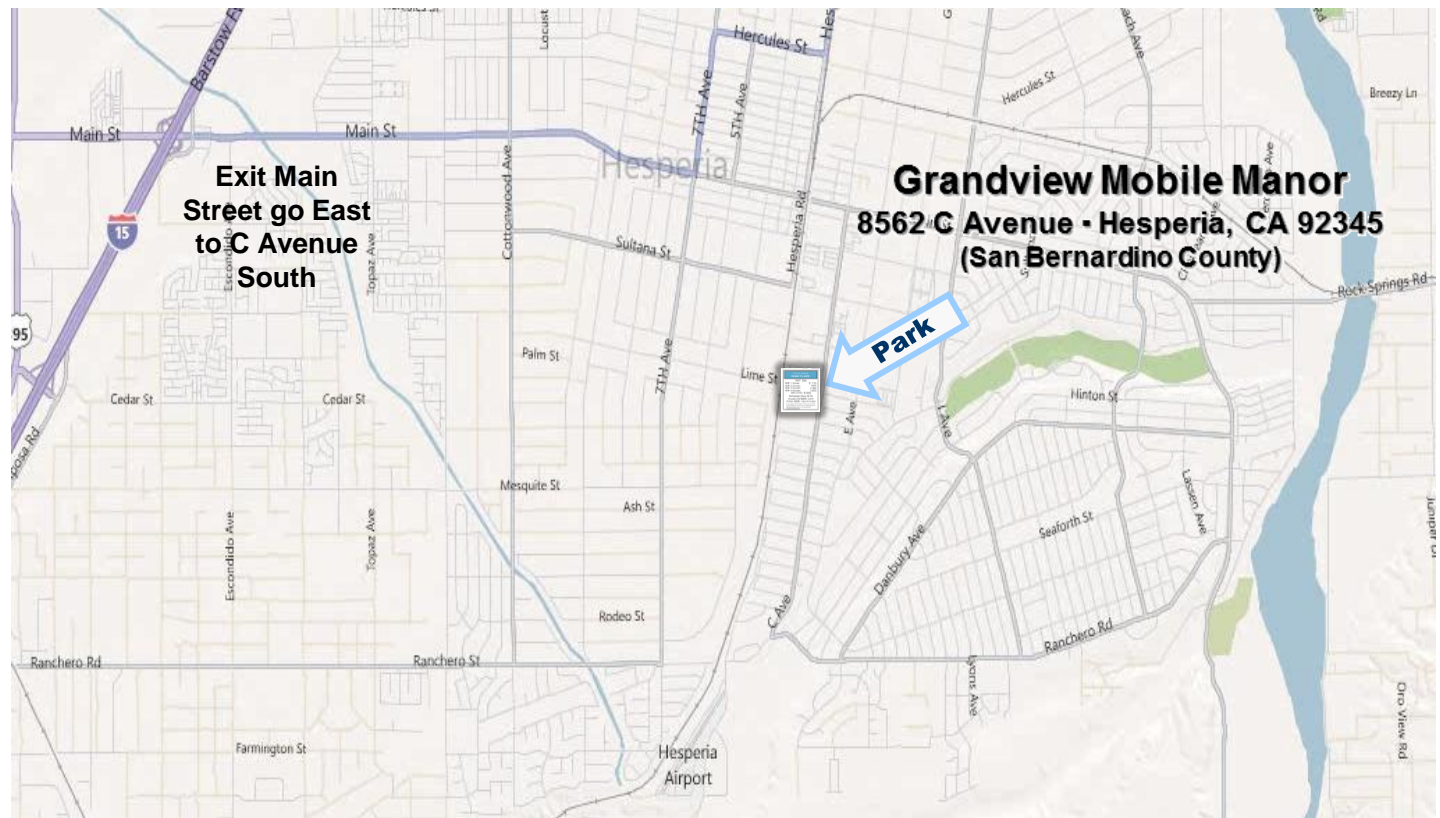 Hercules St
Main St
Main St
Hesperia
7TH Ave
5TH Ave
Hercules St
Breezy Ln
Exit Main
Street go East
to C Avenue
South
15
Grandview Mobile Manor
8562 C Avenue - Hesperia, CA 92345
(San Bernardino County)
Escondido Ave
Topaz Ave
Cottonwood Ave
Locust
Sultana St
Hesperia Rd
Rock Springs Rd
95
Park
Palm St
7TH Ave
Lime St
Cedar St
Cedar St
E Ave
I Ave
Hinton St
Mesquite St
Ash St
Escondido Ave
Topaz Ave
Danbury Ave
Seaforth St
Lassen Ave
Rodeo St
C Ave
Ranchero Rd
Ranchero Rd
Ranchero St
Lyons Ave
Oro View Rd
Farmington St
Hesperia
Airport